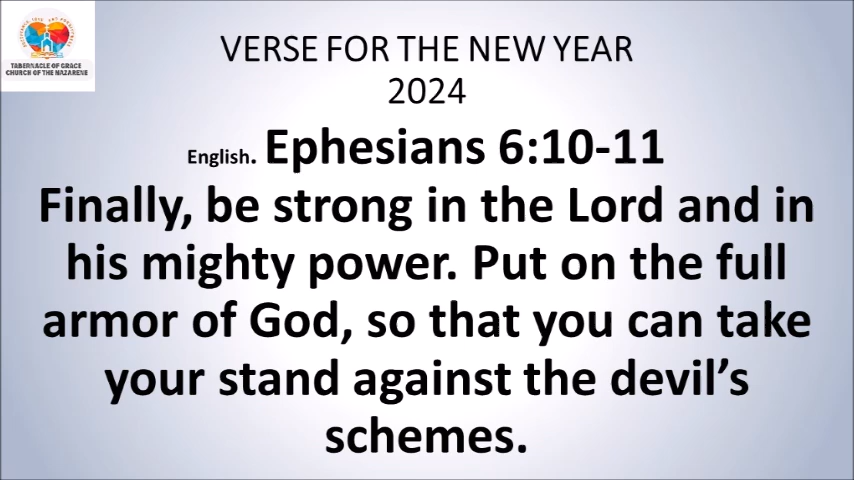 TABERNACLE OF GRACE
CHURCH OF THE NAZARENE
VERSE FOR THE NEW YEAR
2024
English. Ephesians 6:10-11
Finally, be strong in the Lord and in
his mighty power. Put on the full
armor of God, so that you can take
your stand against the devil’s
schemes.